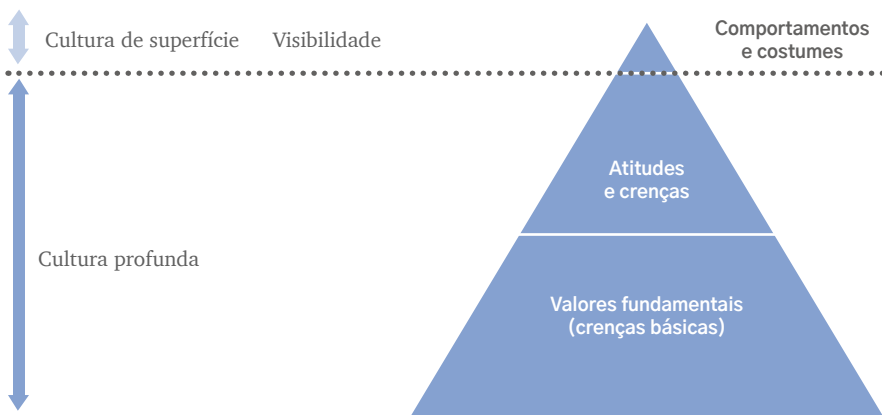 Cultura de superfície Visibilidade
Comportamentos
e costumes
Atitudes
e crenças
Cultura profunda
Valores fundamentais
(crenças básicas)